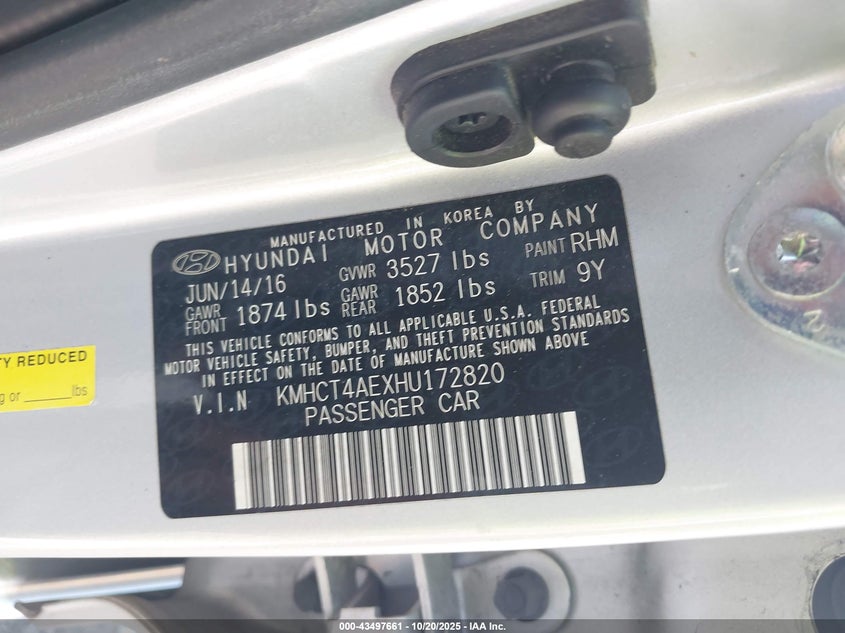 MANUFACTURED IN KOREA BY
HYUNDAI MOTOR COMPANY
JUN/14/16 GVWR 3527 lbs PAINT RHM
GAWR FRONT 1874 lbs GAWR REAR 1852 lbs TRIM 9Y
THIS VEHICLE CONFORMS TO ALL APPLICABLE U.S.A. FEDERAL
MOTOR VEHICLE SAFETY, BUMPER, AND THEFT PREVENTION STANDARDS
IN EFFECT ON THE DATE OF MANUFACTURE SHOWN ABOVE
V.I.N KMHCT4AEXHU172820
PASSENGER CAR
TY REDUCED
g or ______lbs
2
000-43497661 - 10/20/2025 - IAA Inc.